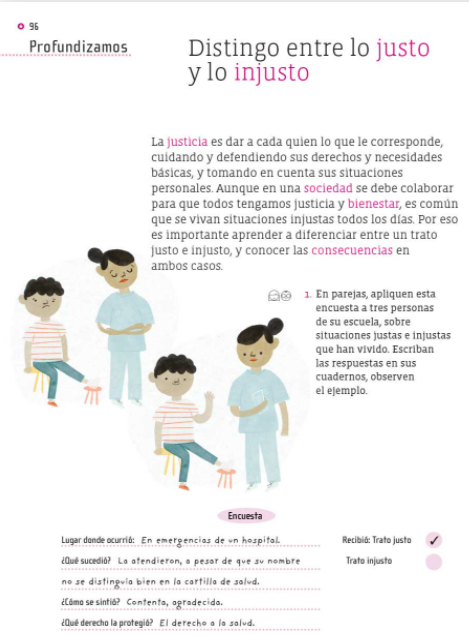 96
Profundizamos
Distingo entre lo justo
y lo injusto
La justicia es dar a cada quien lo que le corresponde,
cuidando y defendiendo sus derechos y necesidades
básicas, y tomando en cuenta sus situaciones
personales. Aunque en una sociedad se debe colaborar
para que todos tengamos justicia y bienestar, es común
que se vivan situaciones injustas todos los días. Por eso
es importante aprender a diferenciar entre un trato
justo e injusto, y conocer las consecuencias en
ambos casos.
1. En parejas, apliquen esta
encuesta a tres personas
de su escuela, sobre
situaciones justas e injustas
que han vivido. Escriban
las respuestas en sus
cuadernos, observen
el ejemplo.
Encuesta
Lugar donde ocurrió: En emergencias de un hospital.
¿Qué sucedió? La atendieron, a pesar de que su nombre
no se distinguía bien en la cartilla de salud.
¿Cómo se sintió? Contenta, agradecida.
¿Qué derecho la protegió? El derecho a la salud.
Recibió: Trato justo ✓
Trato injusto